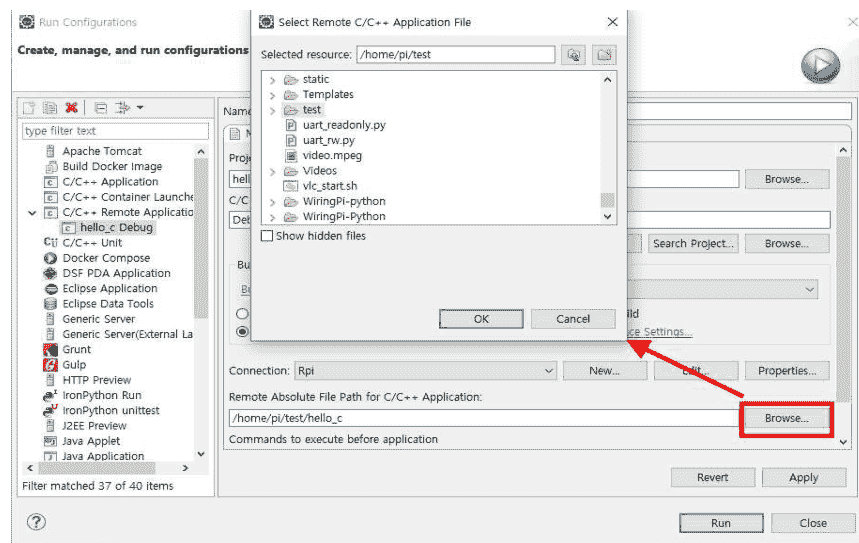 Run Configurations
Create, manage, and run configurations
type filter text
Apache Tomcat
Build Docker Image
C/C++ Application
C/C++ Container Launche
C/C++ Remote Applicatio
hello_c Debug
C/C++ Unit
Docker Compose
DSF PDA Application
Eclipse Application
Eclipse Data Tools
Generic Server
Generic Server(External La
Grunt
Gulp
HTTP Preview
IronPython Run
IronPython unittest
J2EE Preview
Java Applet
Java Application
Filter matched 37 of 40 items
Name
Proj
hell
Browse...
C/C
Deb
Search Project...
Browse...
Bu
ild
ce Settings...
Connection:
Rpi
New...
Edit...
Properties...
Remote Absolute File Path for C/C++ Application:
/home/pi/test/hello_c
Browse...
Commands to execute before application
Revert
Apply
Run
Close
Select Remote C/C++ Application File
Selected resource:
/home/pi/test
static
Templates
test
uart_readonly.py
uart_rw.py
video.mpeg
Videos
vlc_start.sh
WiringPi-python
WiringPi-Python
Show hidden files
OK
Cancel